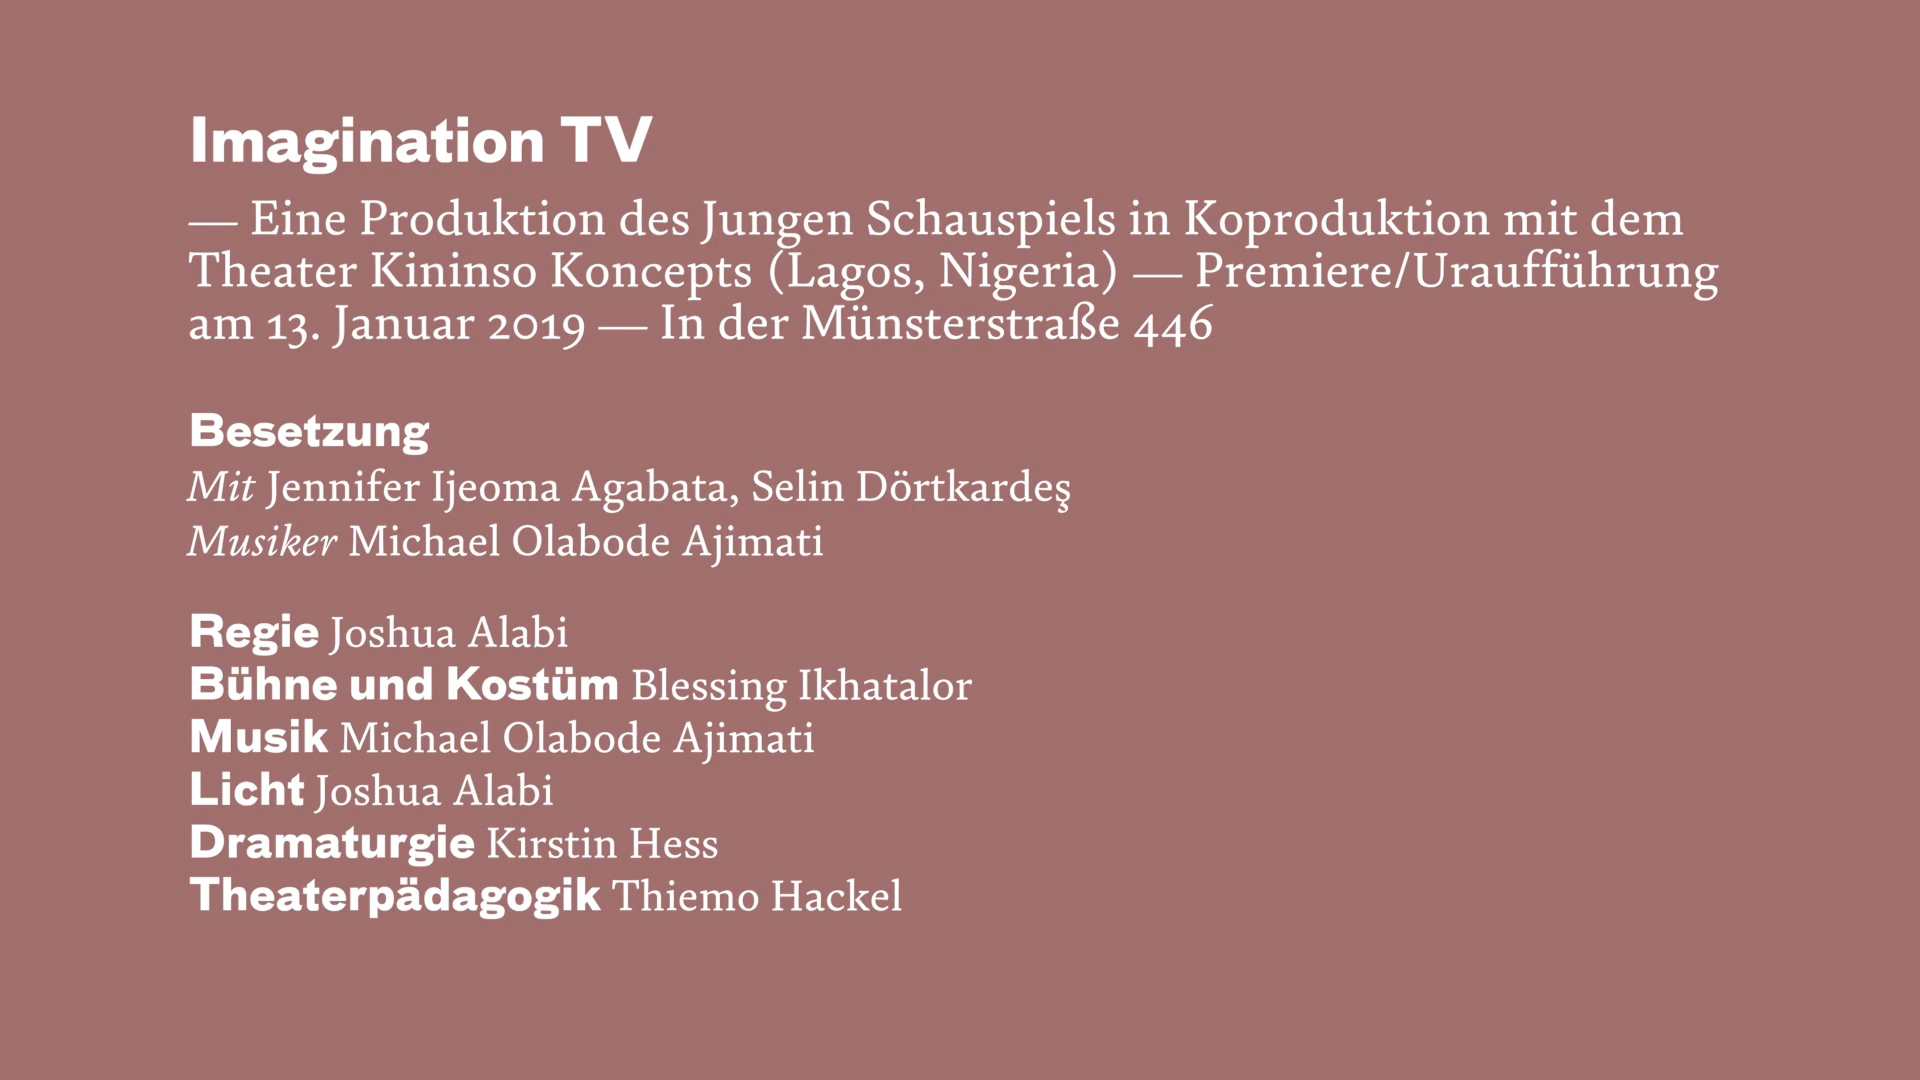 Imagination TV
— Eine Produktion des Jungen Schauspiels in Koproduktion mit dem
Theater Kininso Koncepts (Lagos, Nigeria) — Premiere/Uraufführung
am 13. Januar 2019 — In der Münsterstraße 446
Besetzung
Mit Jennifer Ijeoma Agabata, Selin Dörtkardeş
Musiker Michael Olabode Ajimati
Regie Joshua Alabi
Bühne und Kostüm Blessing Ikhatalor
Musik Michael Olabode Ajimati
Licht Joshua Alabi
Dramaturgie Kirstin Hess
Theaterpädagogik Thiemo Hackel